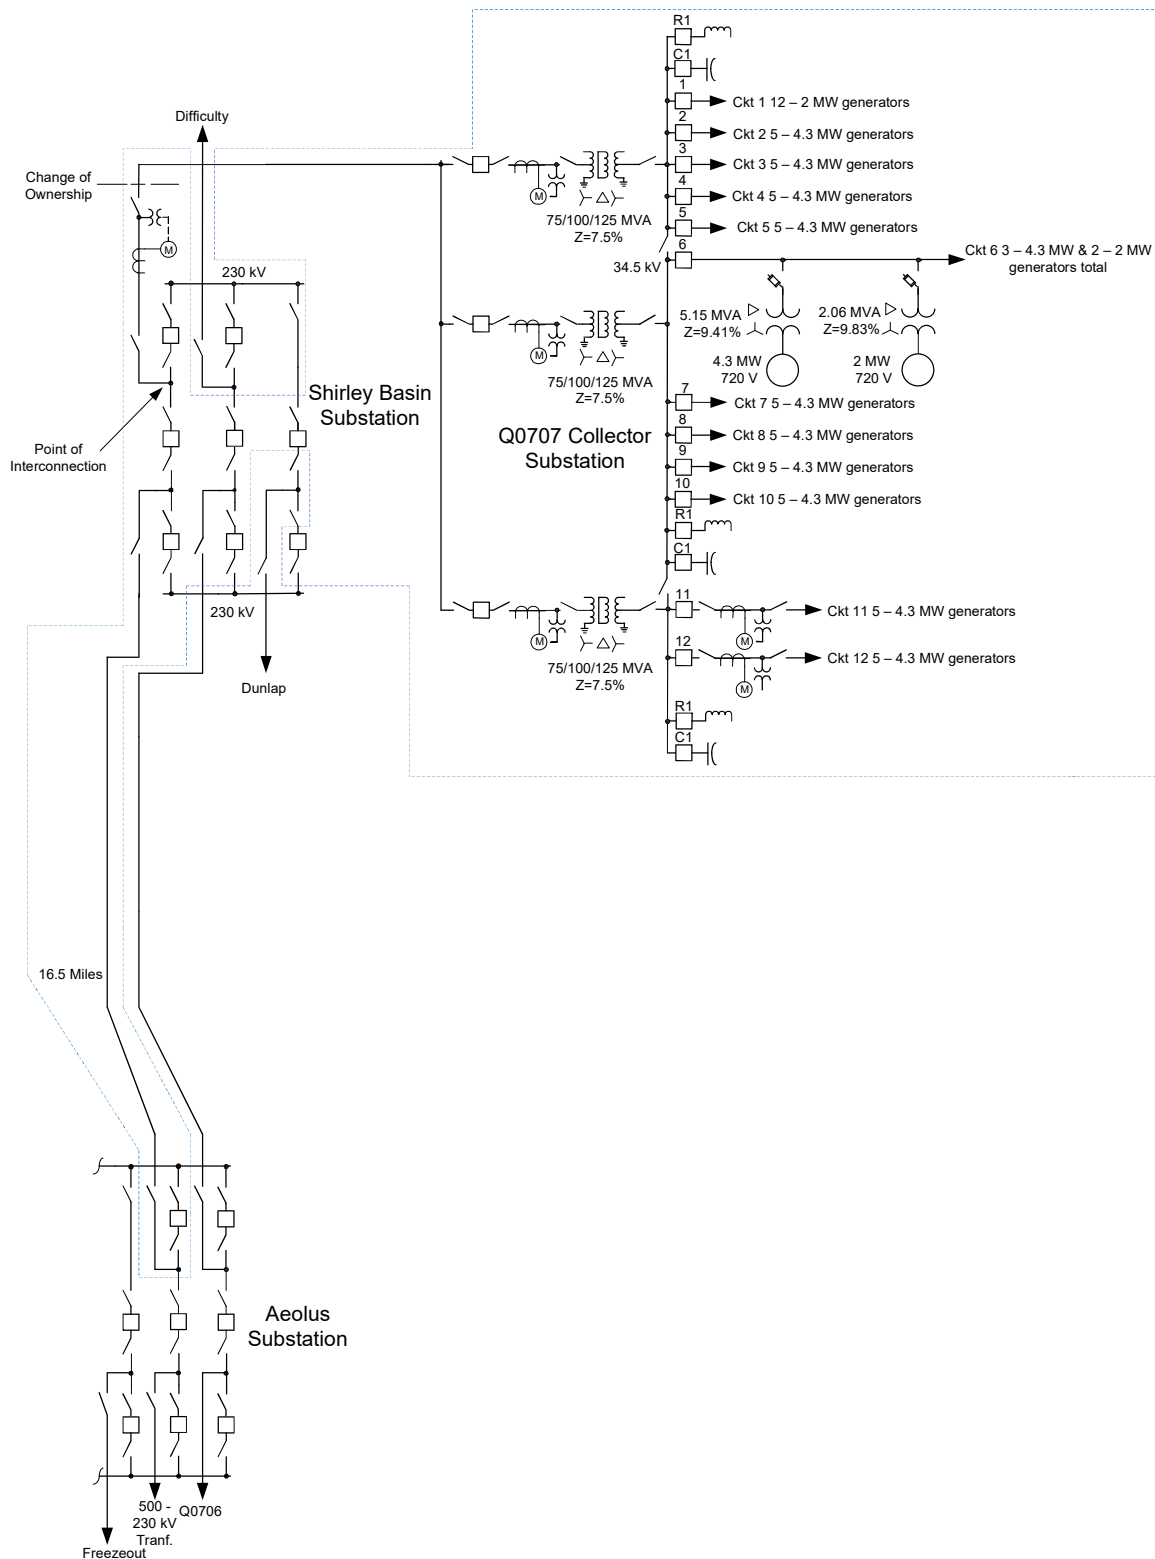 R1
C1
1
Ckt 1 12 – 2 MW generators
2
Ckt 2 5 – 4.3 MW generators
3
Ckt 3 5 – 4.3 MW generators
4
Ckt 4 5 – 4.3 MW generators
5
Ckt 5 5 – 4.3 MW generators
6
Ckt 6 3 – 4.3 MW & 2 – 2 MW
generators total
34.5 kV
Difficulty
Change of
Ownership
M
M
75/100/125 MVA
Z=7.5%
230 kV
5.15 MVA
Z=9.41%
2.06 MVA
Z=9.83%
4.3 MW
720 V
2 MW
720 V
M
75/100/125 MVA
Z=7.5%
Shirley Basin
Substation
Point of
Interconnection
Q0707 Collector
Substation
7
Ckt 7 5 – 4.3 MW generators
8
Ckt 8 5 – 4.3 MW generators
9
Ckt 9 5 – 4.3 MW generators
10
Ckt 10 5 – 4.3 MW generators
R1
C1
230 kV
11
Ckt 11 5 – 4.3 MW generators
M
M
12
Ckt 12 5 – 4.3 MW generators
M
75/100/125 MVA
Z=7.5%
Dunlap
R1
C1
16.5 Miles
Aeolus
Substation
500 -
230 kV
Tranf.
Q0706
Freezeout